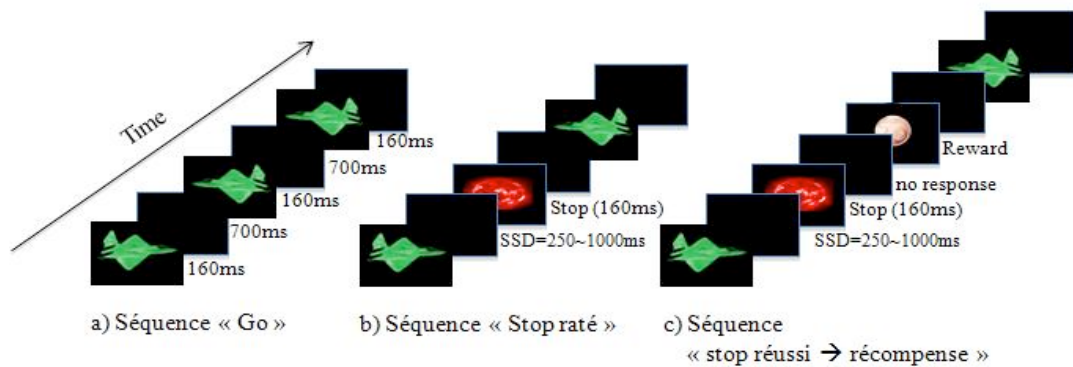 Time
160ms
700ms
160ms
700ms
160ms
a) Séquence « Go »
SSD=250~1000ms
Stop (160ms)
b) Séquence « Stop raté »
SSD=250~1000ms
Stop (160ms)
no response
Reward
c) Séquence
« stop réussi → récompense »